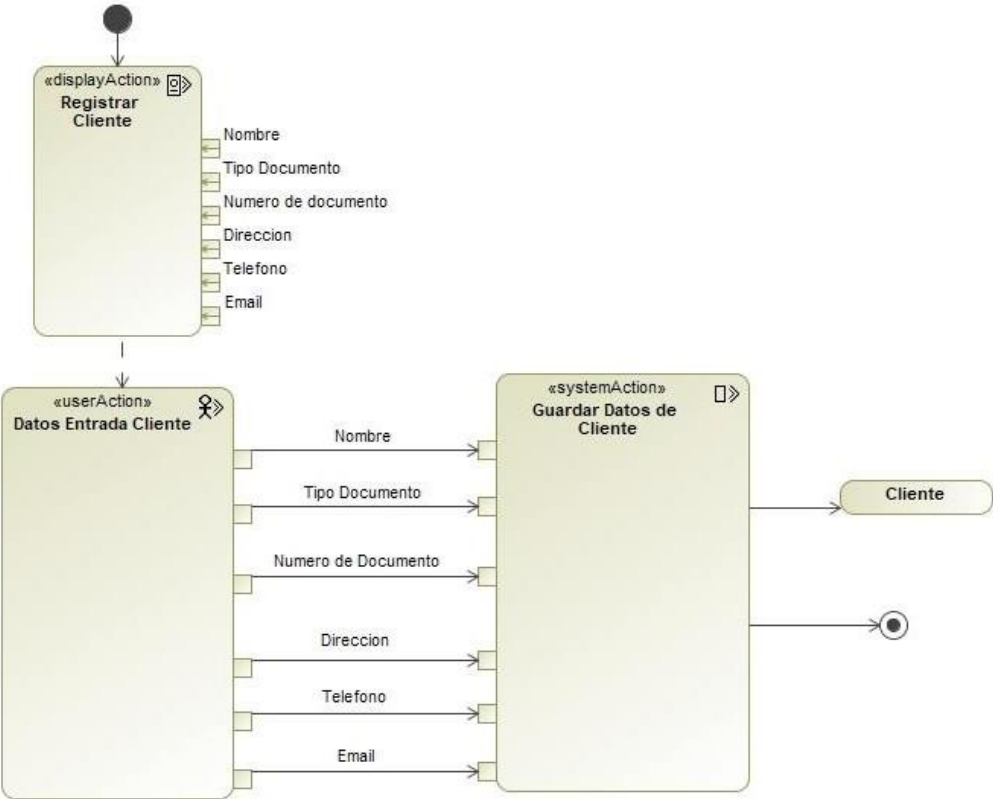 «displayAction»
Registrar
Cliente
Nombre
Tipo Documento
Numero de documento
Direccion
Telefono
Email
«userAction»
Datos Entrada Cliente
Nombre
Tipo Documento
Numero de Documento
Direccion
Telefono
Email
«systemAction»
Guardar Datos de
Cliente
Cliente